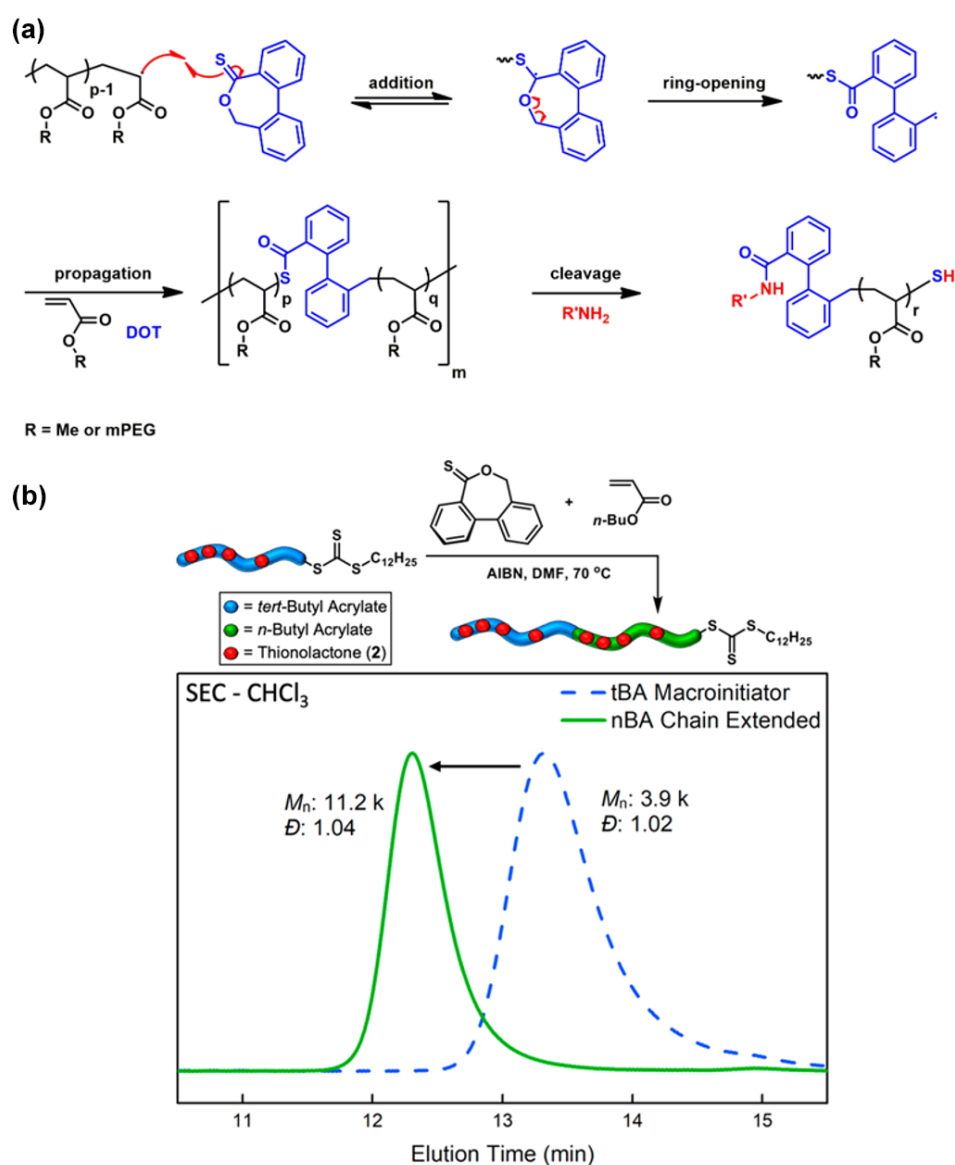 (a)
p-1
O
O
R
O
O
R
S
O
addition
S
O
ring-opening
S
O
propagation
O
O
R
DOT
O
S
p
O
O
R
q
O
O
R
m
cleavage
R'NH2
O
NH
R'
SH
r
O
O
R
R = Me or mPEG
(b)
S
O
+
O
n-BuO
S
S
S
C12H25
AIBN, DMF, 70 °C
= tert-Butyl Acrylate
= n-Butyl Acrylate
= Thionolactone (2)
S
S
S
C12H25
SEC - CHCl3
tBA Macroinitiator
nBA Chain Extended
Mn: 11.2 k
Đ: 1.04
Mn: 3.9 k
Đ: 1.02
11 12 13 14 15
Elution Time (min)